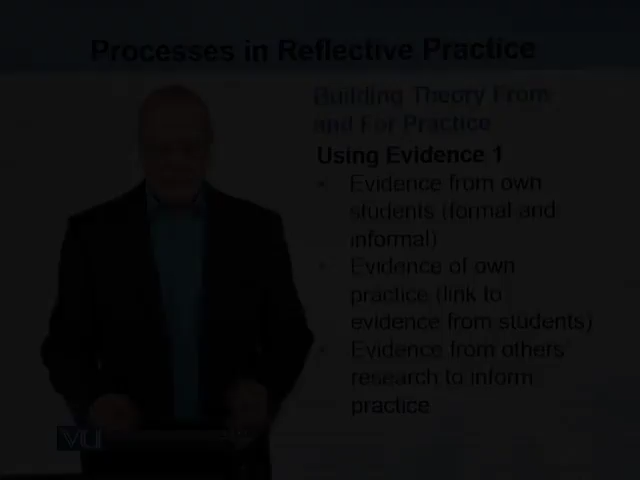 Processes in Reflective Practice
Building Theory From
and For Practice
Using Evidence 1
• Evidence from own
students (formal and
informal)
• Evidence of own
practice (link to
evidence from students)
• Evidence from others'
research to inform
practice
VU